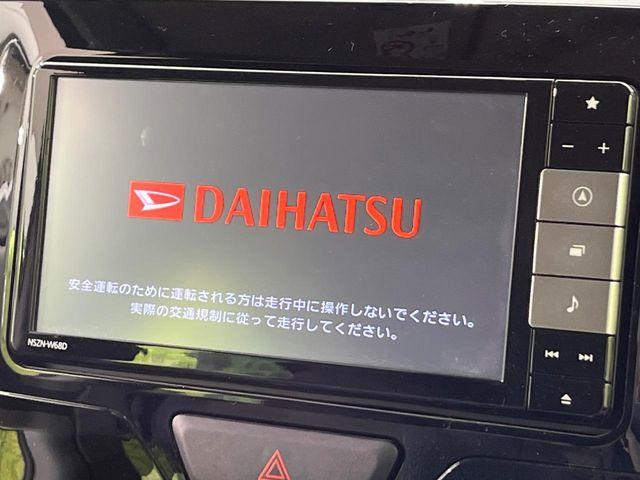 DAIHATSU
安全運転のために運転される方は走行中に操作しないでください。
実際の交通規制に従って走行してください。
NSZN-W68D